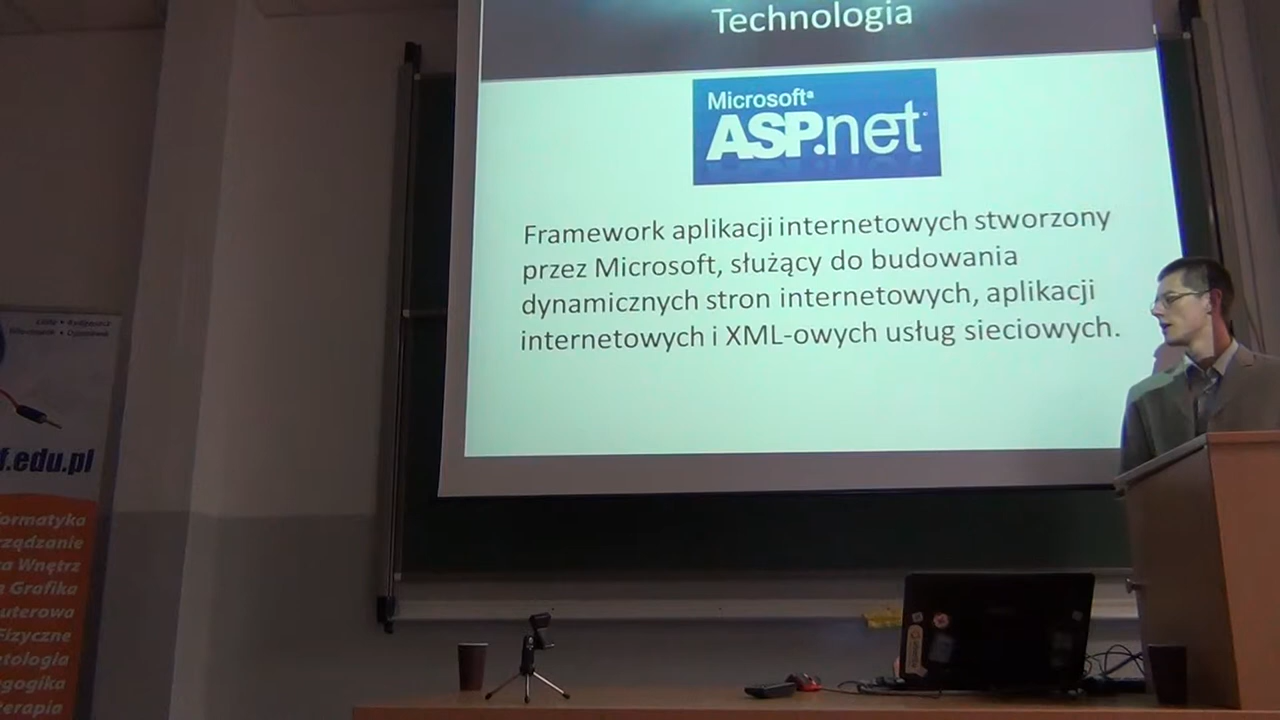 Technologia
Microsoft®
ASP.net
Framework aplikacji internetowych stworzony
przez Microsoft, służący do budowania
dynamicznych stron internetowych, aplikacji
internetowych i XML-owych usług sieciowych.
f.edu.pl
ormatyka
rządzanie
a Wnętrz
Grafika
uterowa
Fizyczne
tologia
gogika
erapia